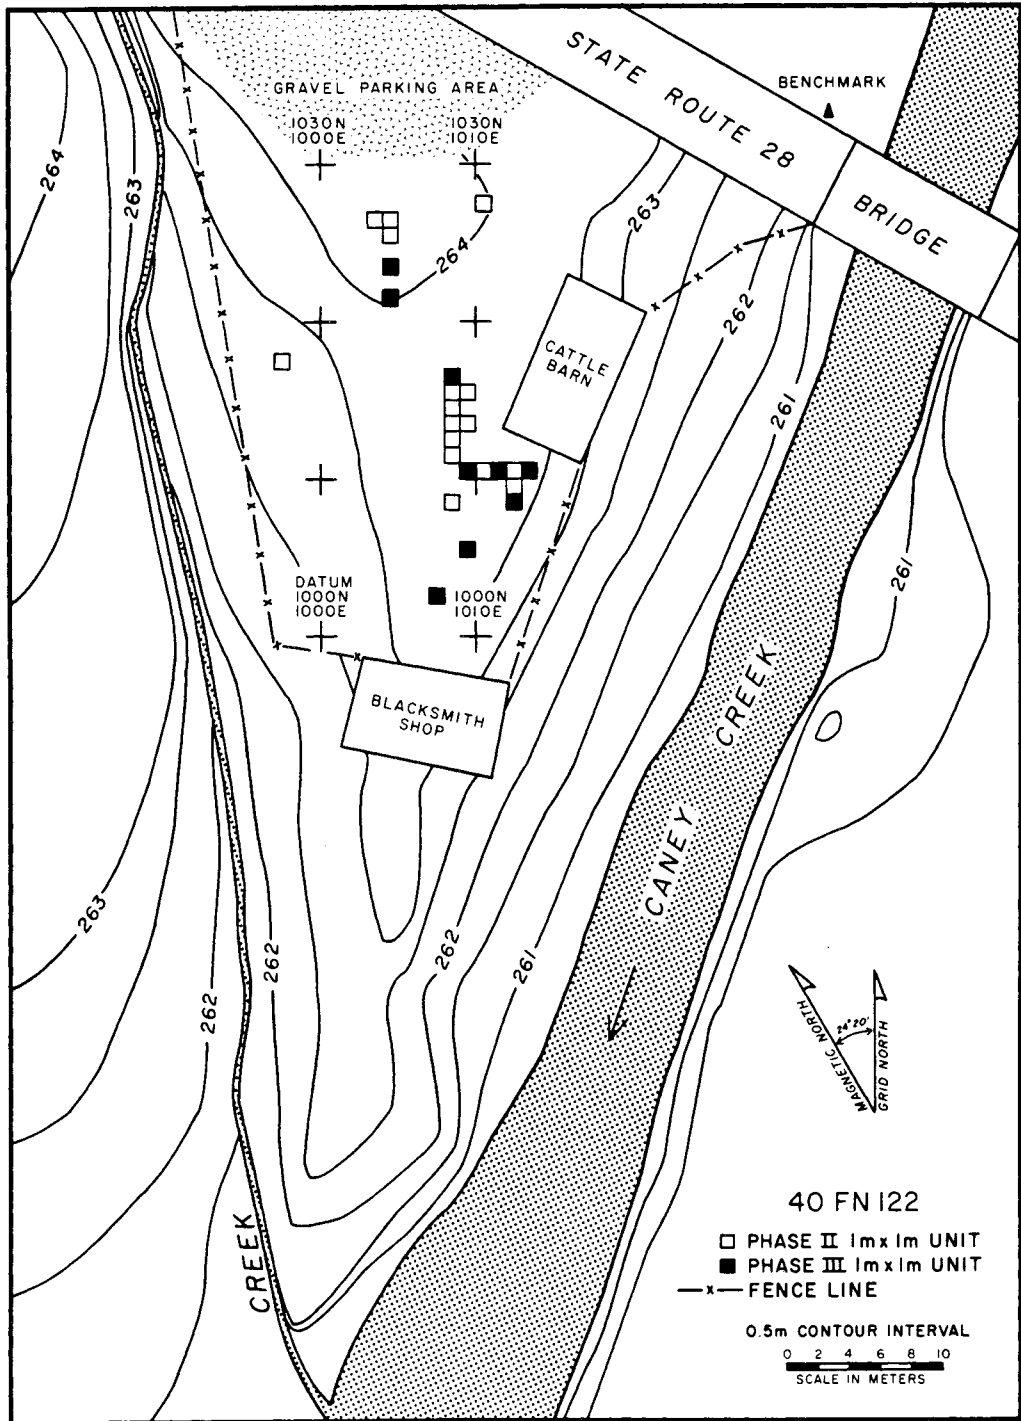 STATE ROUTE 28
BENCHMARK
GRAVEL PARKING AREA
1030N
1000E
1030N
1010E
264
263
264
263
BRIDGE
262
CATTLE
BARN
261
261
DATUM
1000N
1000E
1000N
1010E
BLACKSMITH
SHOP
CANEY CREEK
263
262
262
262
261
MAGNETIC NORTH
24° 20'
GRID NORTH
CREEK
40 FN 122
PHASE II 1m x 1m UNIT
PHASE III 1m x 1m UNIT
—x— FENCE LINE
0.5m CONTOUR INTERVAL
0 2 4 6 8 10
SCALE IN METERS